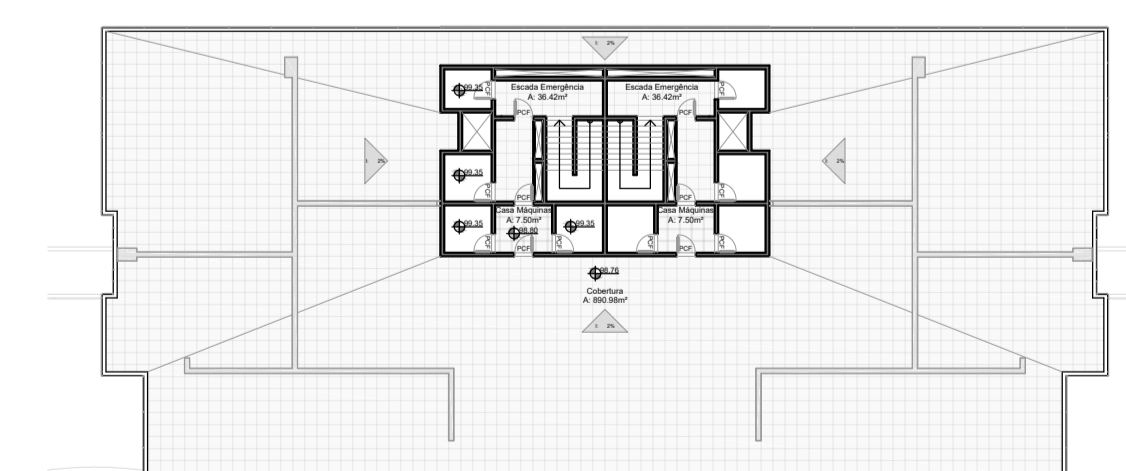 I: 2%
99.35
PCF
Escada Emergência
A: 36.42m²
Escada Emergência
A: 36.42m²
PCF
PCF
PCF
I: 2%
I: 2%
99.35
PCF
PCF
PCF
PCF
99.35
Casa Máquinas
A: 7.50m²
98.80
99.35
Casa Máquinas
A: 7.50m²
PCF
PCF
PCF
PCF
PCF
PCF
98.76
Cobertura
A: 890.98m²
I: 2%